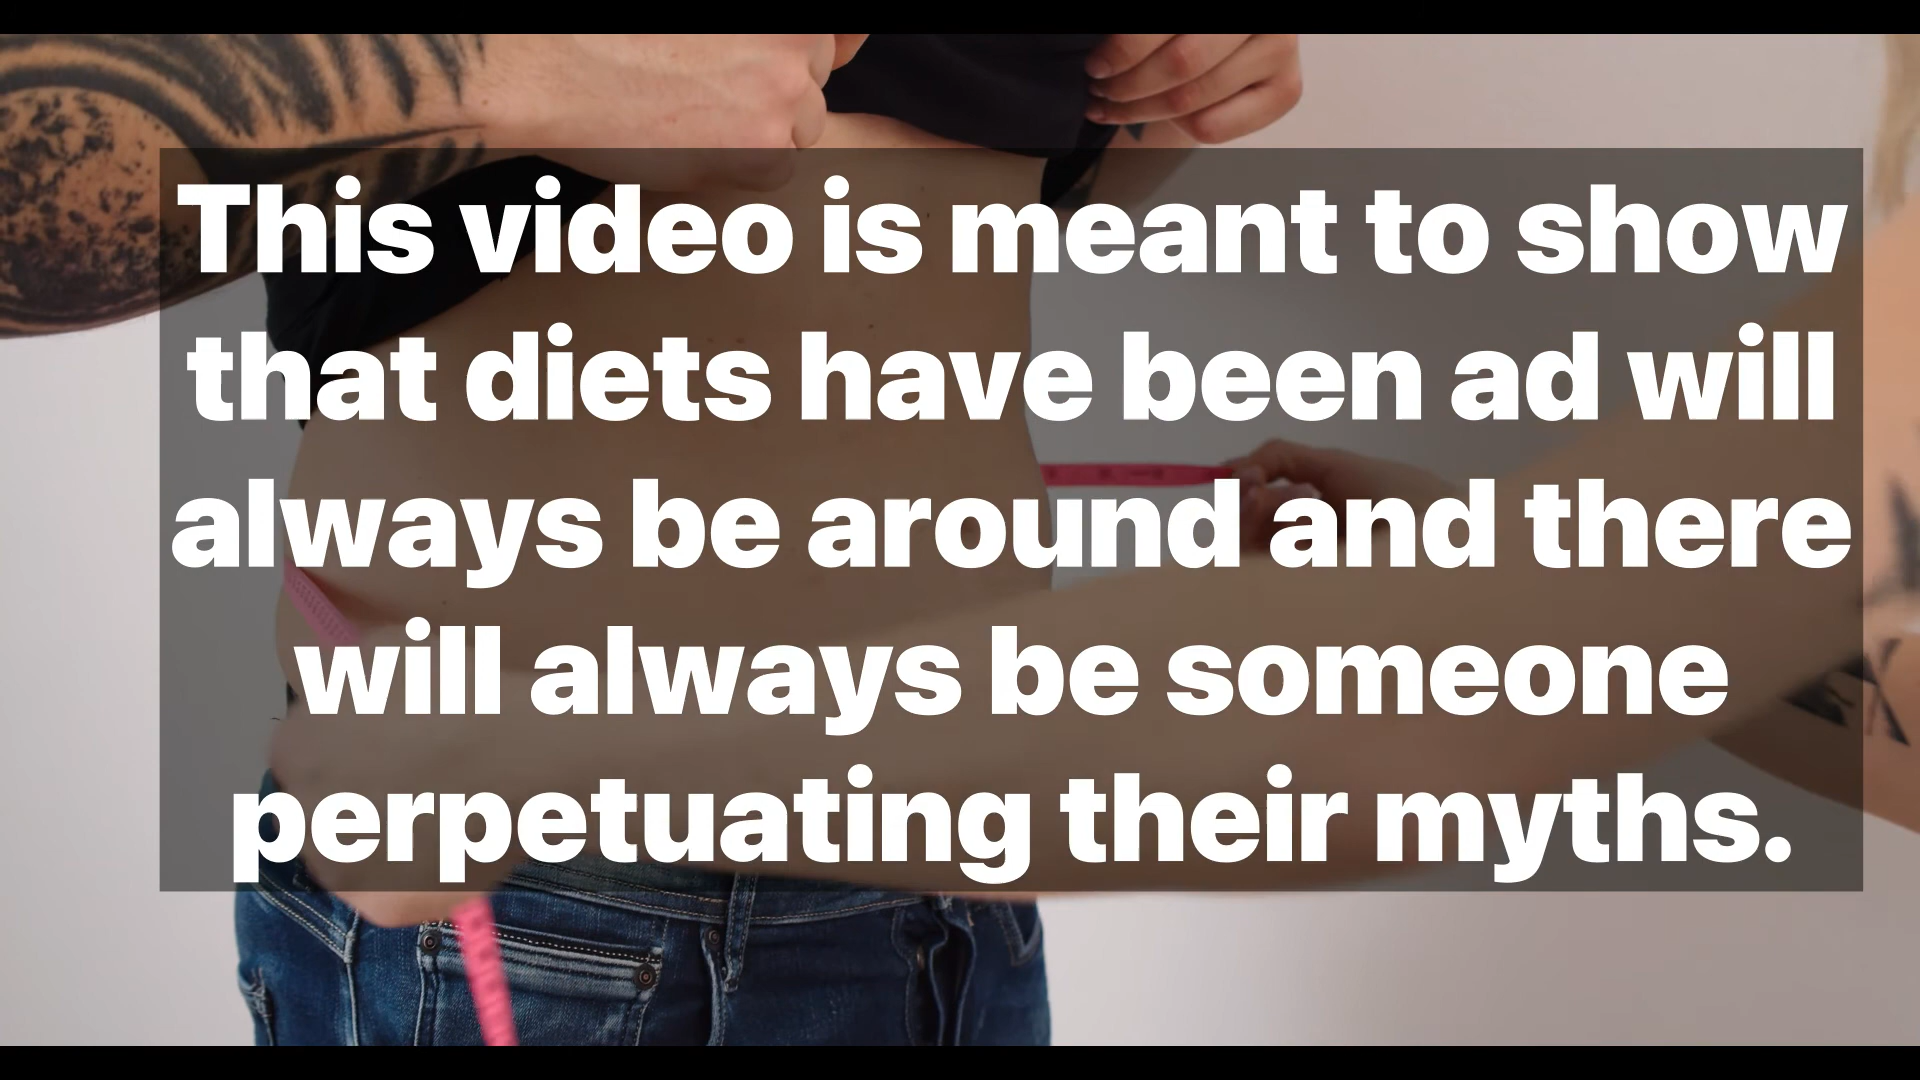 This video is meant to show
that diets have been ad will
always be around and there
will always be someone
perpetuating their myths.